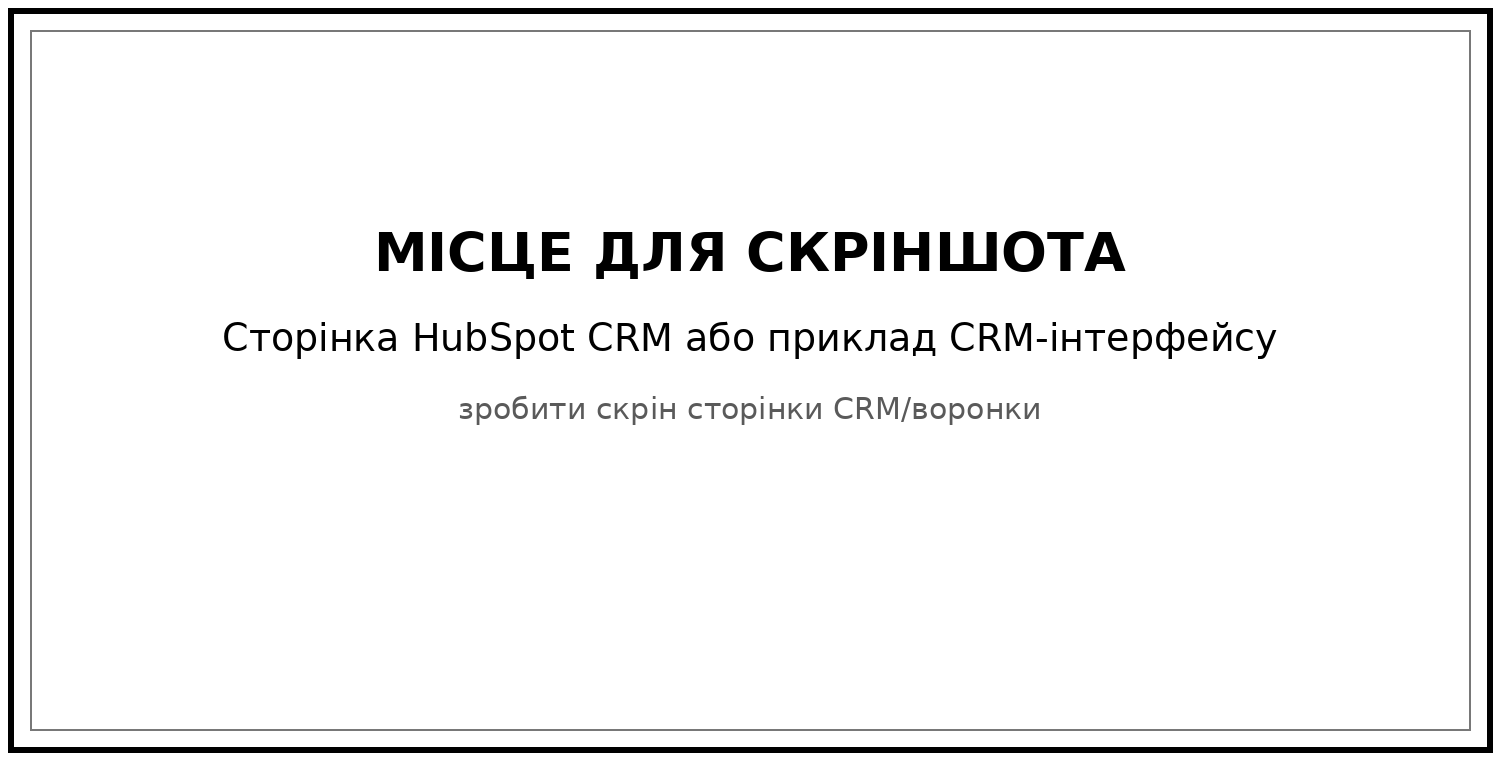 МІСЦЕ ДЛЯ СКРІНШОТА
Сторінка HubSpot CRM або приклад CRM-інтерфейсу
зробити скрін сторінки CRM/воронки